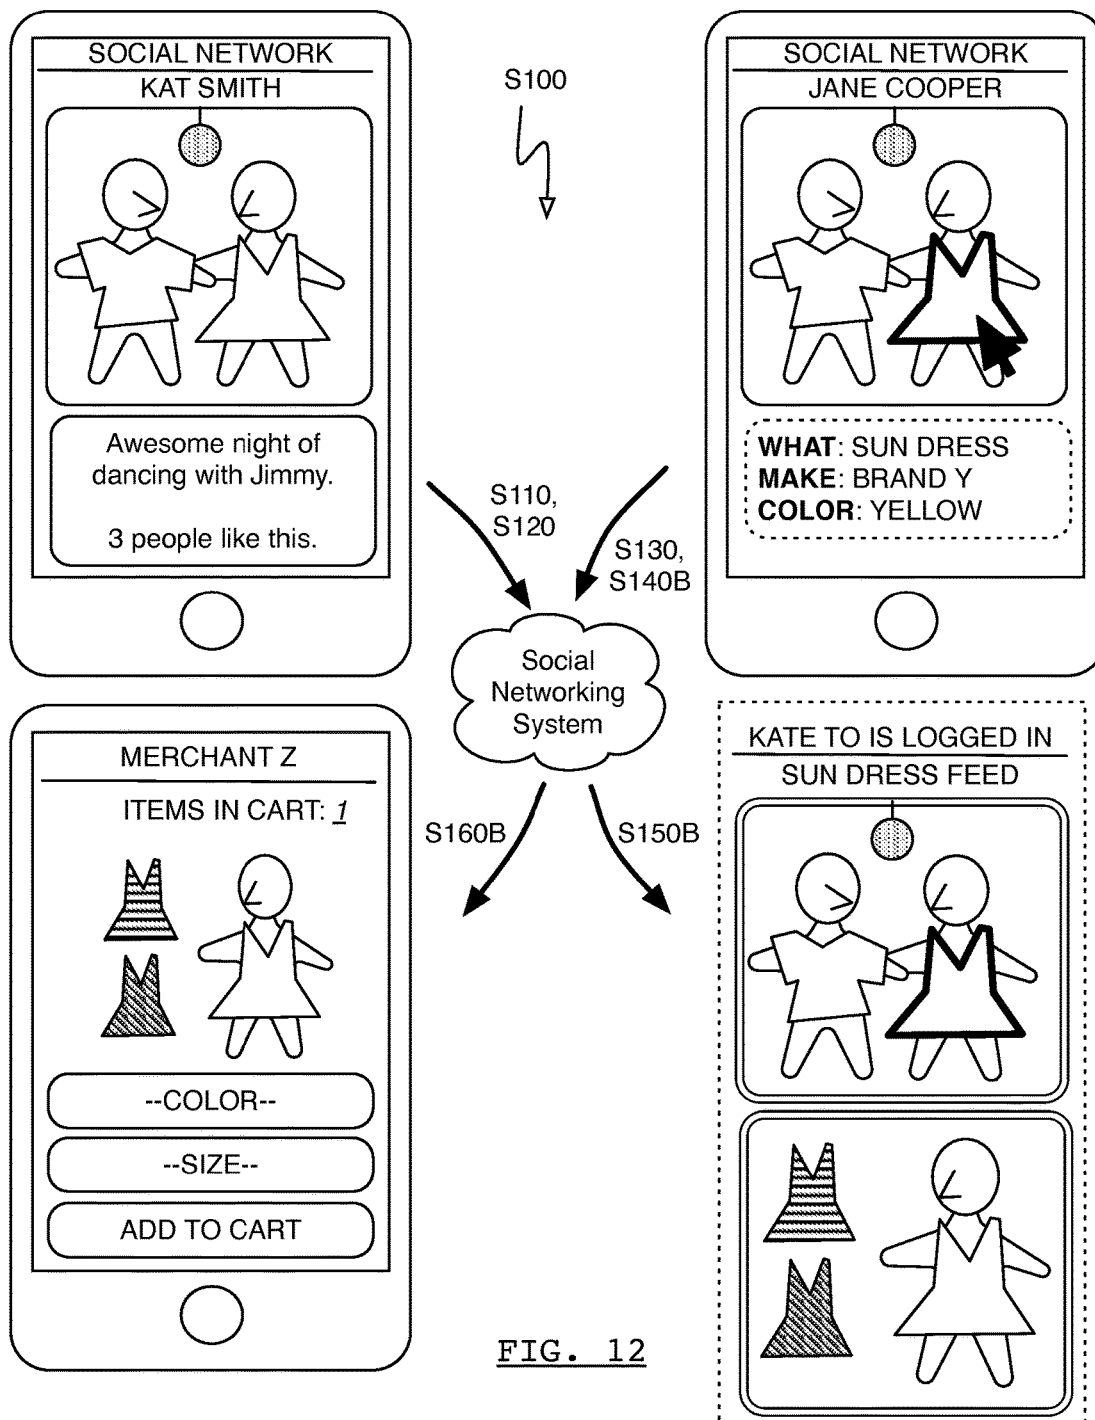 SOCIAL NETWORK
KAT SMITH
Awesome night of
dancing with Jimmy.
3 people like this.
S100
SOCIAL NETWORK
JANE COOPER
WHAT: SUN DRESS
MAKE: BRAND Y
COLOR: YELLOW
S110,
S120
S130,
S140B
Social
Networking
System
S160B
S150B
MERCHANT Z
ITEMS IN CART: 1
--COLOR--
--SIZE--
ADD TO CART
KATE TO IS LOGGED IN
SUN DRESS FEED
FIG. 12